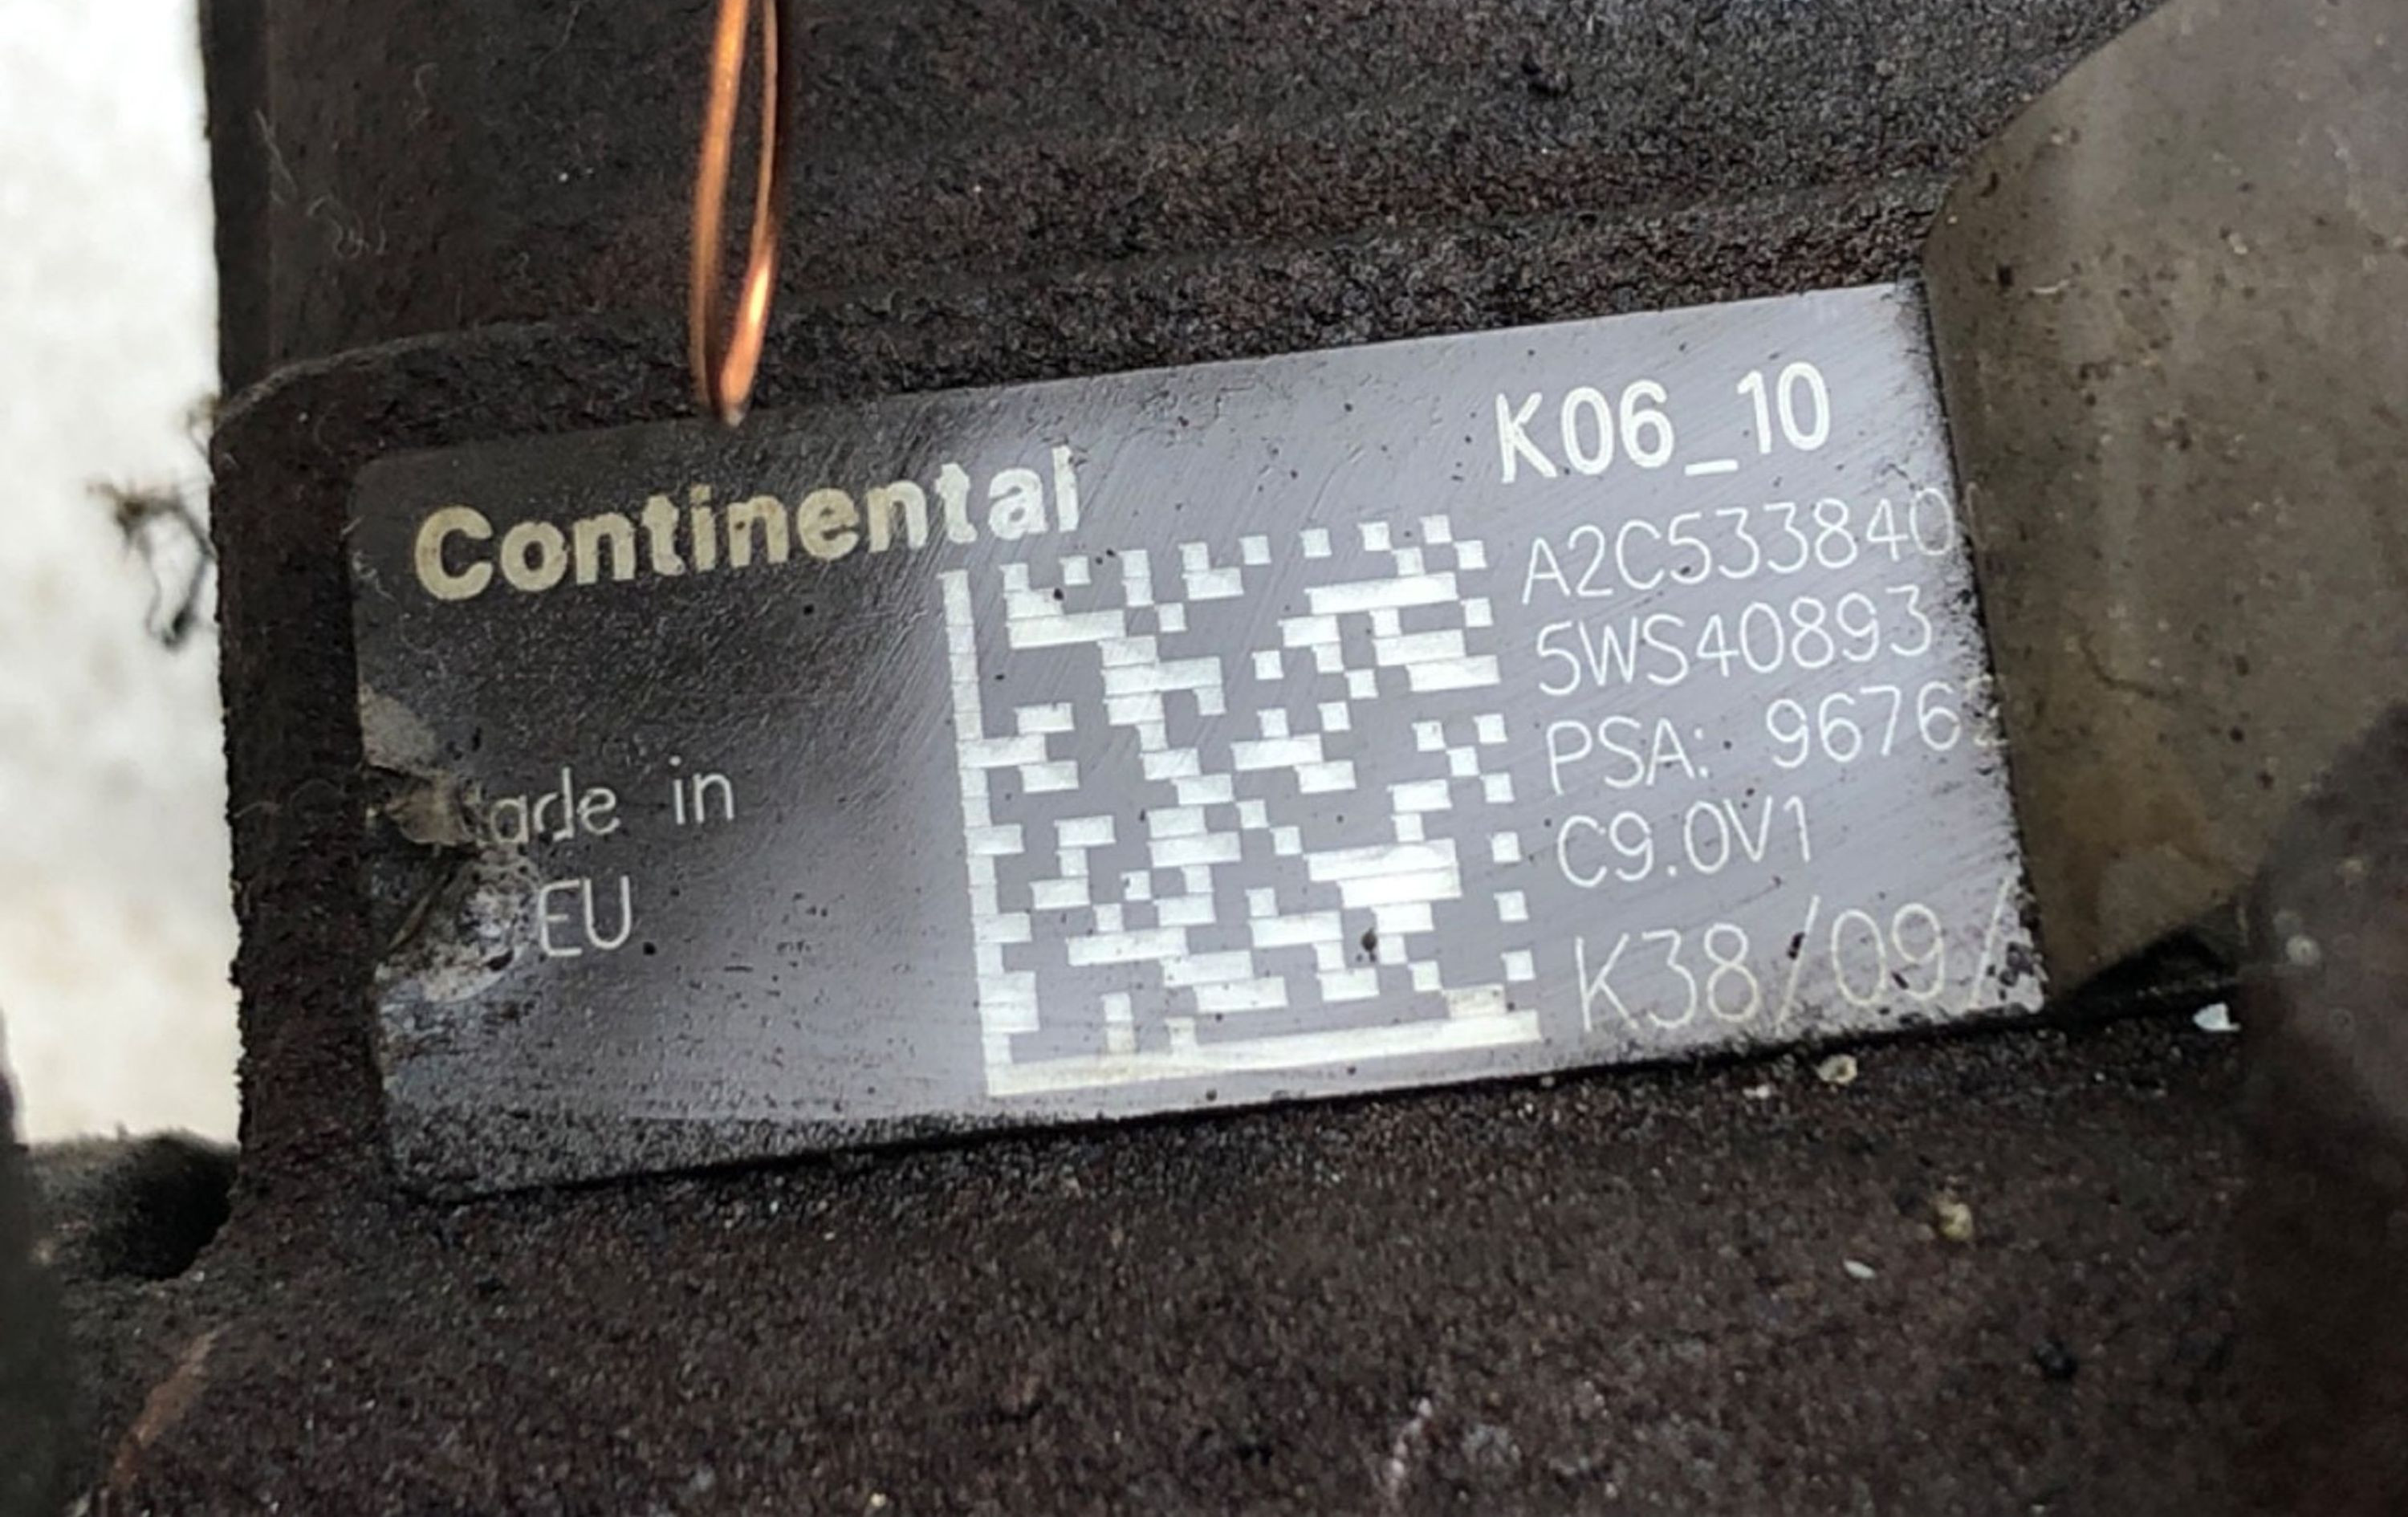 Continental
K06_10
A2C533840
5WS40893
PSA: 9676
C9.0V1
K38/09/
ade in
EU